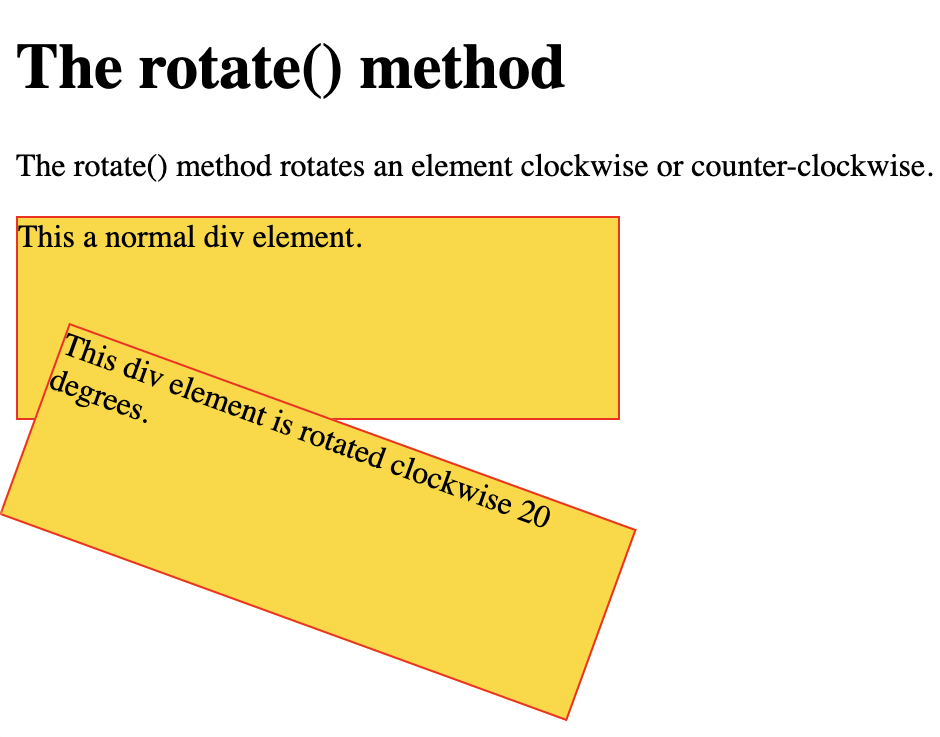 The rotate() method
The rotate() method rotates an element clockwise or counter-clockwise.
This a normal div element.
This div element is rotated clockwise 20
degrees.